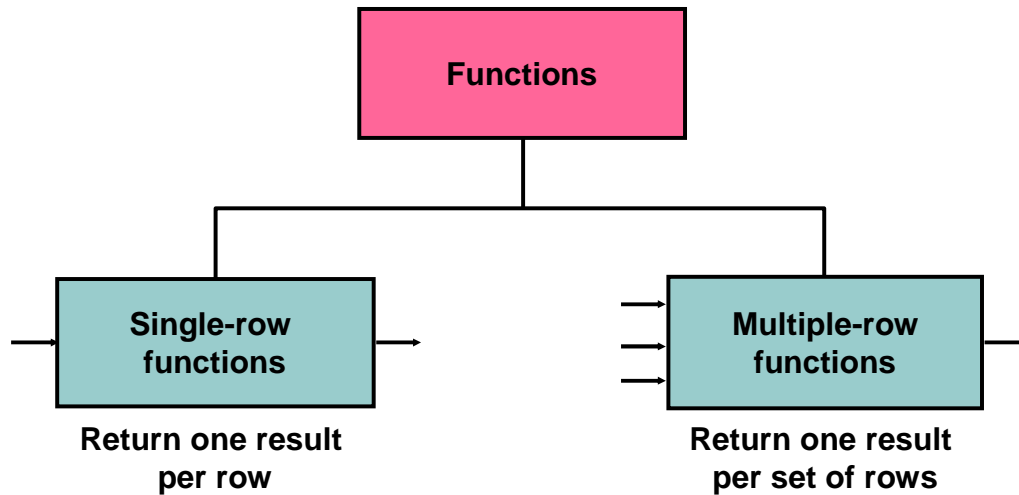 Functions
Single-row
functions
Return one result
per row
Multiple-row
functions
Return one result
per set of rows